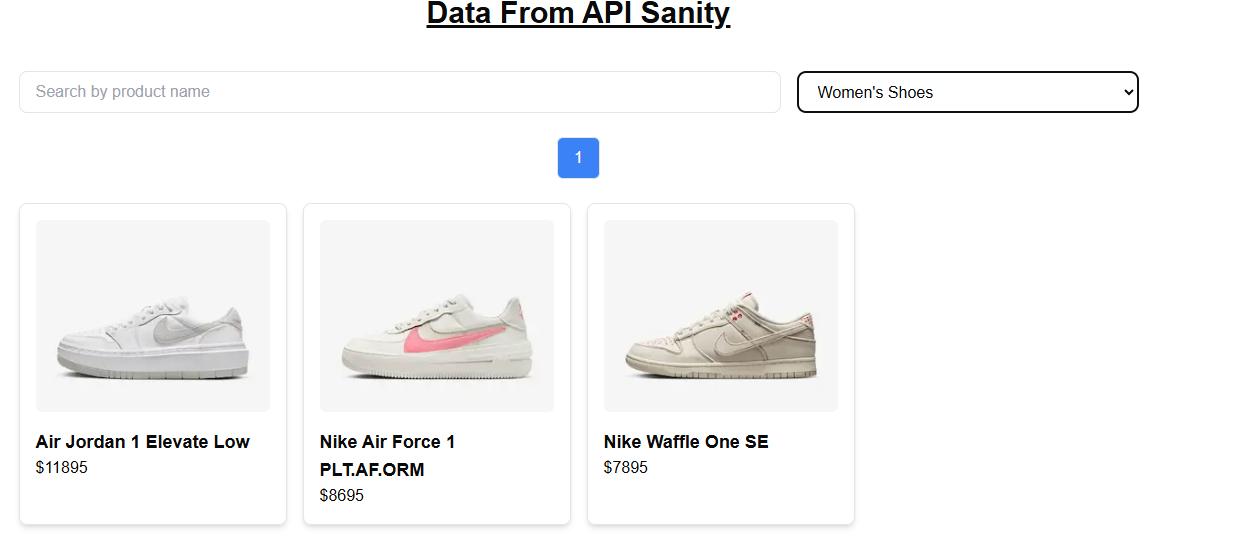 Data From API Sanity
Search by product name
Women's Shoes
1
Air Jordan 1 Elevate Low
$11895
Nike Air Force 1
PLT.AF.ORM
$8695
Nike Waffle One SE
$7895